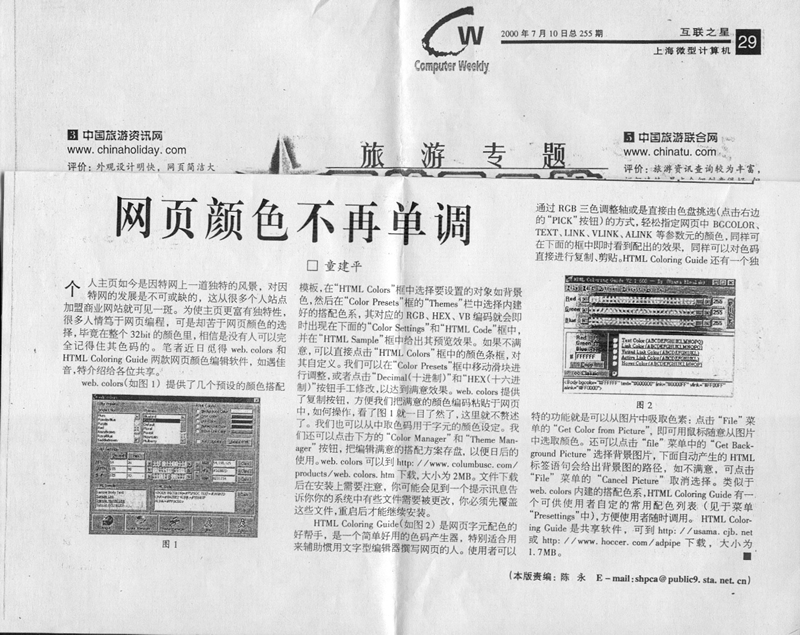 CW
Computer Weekly
2000年7月10日总255期
互联之星
上海微型计算机
29
3 中国旅游资讯网
www. chinaholiday. com
评价：外观设计明快，网页简洁大
旅游专题
5 中国旅游联合网
www. chinatu. com
评价：旅游资讯查询较为丰富，
网页颜色不再单调
□ 童建平
个人主页如今是因特网上一道独特的风景，对因
特网的发展是不可或缺的，这从很多个人站点
加盟商业网站就可见一斑。为使主页更富有独特性，
很多人情笃于网页编程，可是却苦于网页颜色的选
择，毕竟在整个 32bit 的颜色里，相信是没有人可以完
全记得住其色码的。笔者近日觅得 web. colors 和
HTML Coloring Guide 两款网页颜色编辑软件，如遇佳
音，特介绍给各位共享。
web. colors(如图 1) 提供了几个预设的颜色搭配
图 1
模板，在“HTML Colors”框中选择要设置的对象如背景
色，然后在“Color Presets”框的“Themes”栏中选择内建
好的搭配色系，其对应的 RGB、HEX、VB 编码就会即
时出现在下面的“Color Settings”和“HTML Code”框中，
并在“HTML Sample”框中给出其预览效果。如果不满
意，可以直接点击“HTML Colors”框中的颜色条框，对
其自定义。我们可以在“Color Presets”框中移动滑块进
行调整，或者点击“Decimal(十进制)”和“HEX(十六进
制)”按钮手工修改，以达到满意效果。web. colors 提供
了复制按钮，方便我们把满意的颜色编码粘贴于网页
中，如何操作，看了图 1 就一目了然了，这里就不赘述
了。我们也可以从中取色码用于字元的颜色设定。我
们还可以点击下方的“Color Manager”和“Theme Man-
ager”按钮，把编辑满意的搭配方案存盘，以便日后的
使用。web. colors 可以到 http: //www. columbusc. com/
products/web. colors. htm 下载，大小为 2MB。文件下载
后在安装上需要注意，你可能会见到一个提示讯息告
诉你你的系统中有些文件需要被更改，你必须先覆盖
这些文件，重启后才能继续安装。
HTML Coloring Guide(如图 2) 是网页字元配色的
好帮手，是一个简单好用的色码产生器，特别适合用
来辅助惯用文字型编辑器撰写网页的人。使用者可以
通过 RGB 三色调整轴或是直接由色盘挑选(点击右边
的“PICK”按钮)的方式，轻松指定网页中 BGCOLOR、
TEXT、LINK、VLINK、ALINK 等参数元的颜色，同样可
在下面的框中即时看到配出的效果，同样可以对色码
直接进行复制、剪贴。HTML Coloring Guide 还有一个独
图 2
特的功能就是可以从图片中吸取色素：点击“File”菜
单的“Get Color from Picture”，即可用鼠标随意从图片
中选取颜色。还可以点击“file”菜单中的“Get Back-
ground Picture”选择背景图片，下面自动产生的 HTML
标签语句会给出背景图的路径，如不满意，可点击
“File”菜单的“Cancel Picture”取消选择。类似于
web. colors 内建的搭配色系，HTML Coloring Guide 有一
个可供使用者自定的常用配色列表（见于菜单
“Presettings”中)，方便使用者随时调用。HTML Color-
ing Guide 是共享软件，可到 http: //usama. cjb. net
或 http: //www. hoccer. com/adpipe 下载，大小为
1.7MB。
(本版责编：陈 永 E－mail:shpca@public9. sta. net. cn)